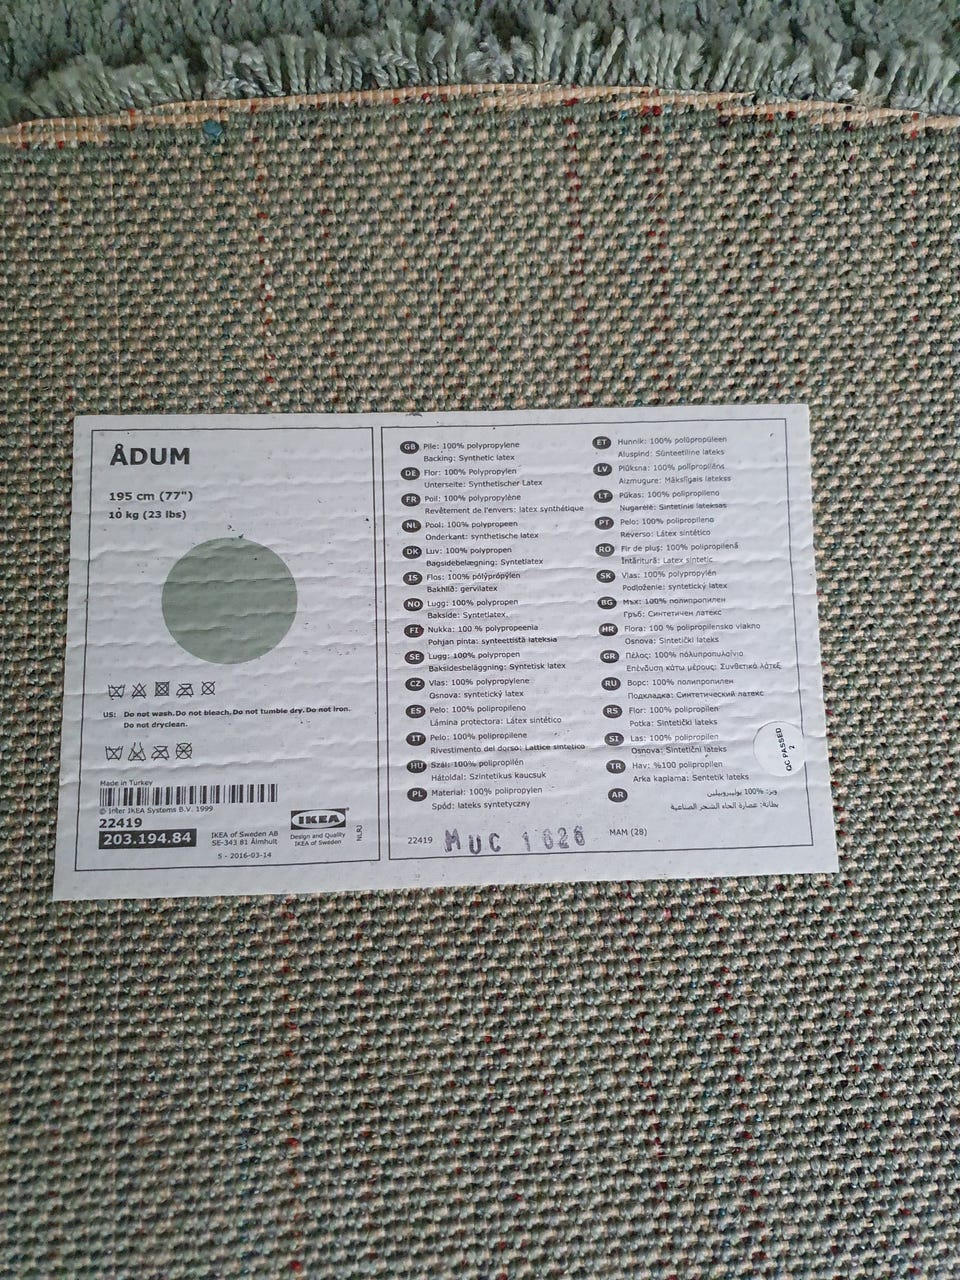 ÅDUM
195 cm (77")
10 kg (23 lbs)
US: Do not wash. Do not bleach. Do not tumble dry. Do not iron.
Do not dryclean.
Made in Turkey
© Inter IKEA Systems B.V. 1999
22419
203.194.84
IKEA of Sweden AB
SE-343 81 Älmhult
5 - 2016-03-14
IKEA
Design and Quality
IKEA of Sweden
NLRJ
GB Pile: 100% polypropylene
Backing: Synthetic latex
DE Flor: 100% Polypropylen
Unterseite: Synthetischer Latex
FR Poil: 100% polypropylène
Revêtement de l'envers: latex synthétique
NL Pool: 100% polypropeen
Onderkant: synthetische latex
DK Luv: 100% polypropen
Bagsidebelægning: Syntetlatex
IS Flos: 100% pólýprópýlen
Bakhlið: gervilatex
NO Lugg: 100% polypropen
Bakside: Syntetlatex.
FI Nukka: 100 % polypropeenia
Pohjan pinta: synteettistä lateksia
SE Lugg: 100% polypropen
Baksidesbeläggning: Syntetisk latex
CZ Vlas: 100% polypropylene
Osnova: syntetický latex
ES Pelo: 100% polipropileno
Lámina protectora: Látex sintético
IT Pelo: 100% polipropilene
Rivestimento del dorso: Lattice sintetico
HU Szál: 100% polipropilén
Hátoldal: Szintetikus kaucsuk
PL Materiał: 100% polipropylen
Spód: lateks syntetyczny
22419 MUC 1626
ET Hunnik: 100% polüpropüleen
Aluspind: Sünteetiline lateks
LV Plūksna: 100% polipropilēns
Aizmugure: Mākslīgais latekss
LT Pūkas: 100% polipropileno
Nugarėlė: Sintetinis lateksas
PT Pelo: 100% polipropileno
Reverso: Látex sintético
RO Fir de pluş: 100% polipropilenă
Întăritură: Latex sintetic
SK Vlas: 100% polypropylén
Podloženie: syntetický latex
BG Мъх: 100% полипропилен
Гръб: Синтетичен латекс
HR Flora: 100% polipropilensko vlakno
Osnova: Sintetički lateks
GR Πέλος: 100% πολυπροπυλαίνιο
Επένδυση κάτω μέρους: Συνθετικό λάτεξ
RU Ворс: 100% полипропилен
Подкладка: Синтетический латекс
RS Flor: 100% polipropilen
Potka: Sintetički lateks
SI Las: 100% polipropilen
Osnova: Sintetični lateks
TR Hav: %100 polipropilen
Arka kaplama: Sentetik lateks
AR وبر: 100% بوليبروبيلين
بطانة: عصارة لحاء الشجر الصناعية
MAM (28)
QC PASSED
2